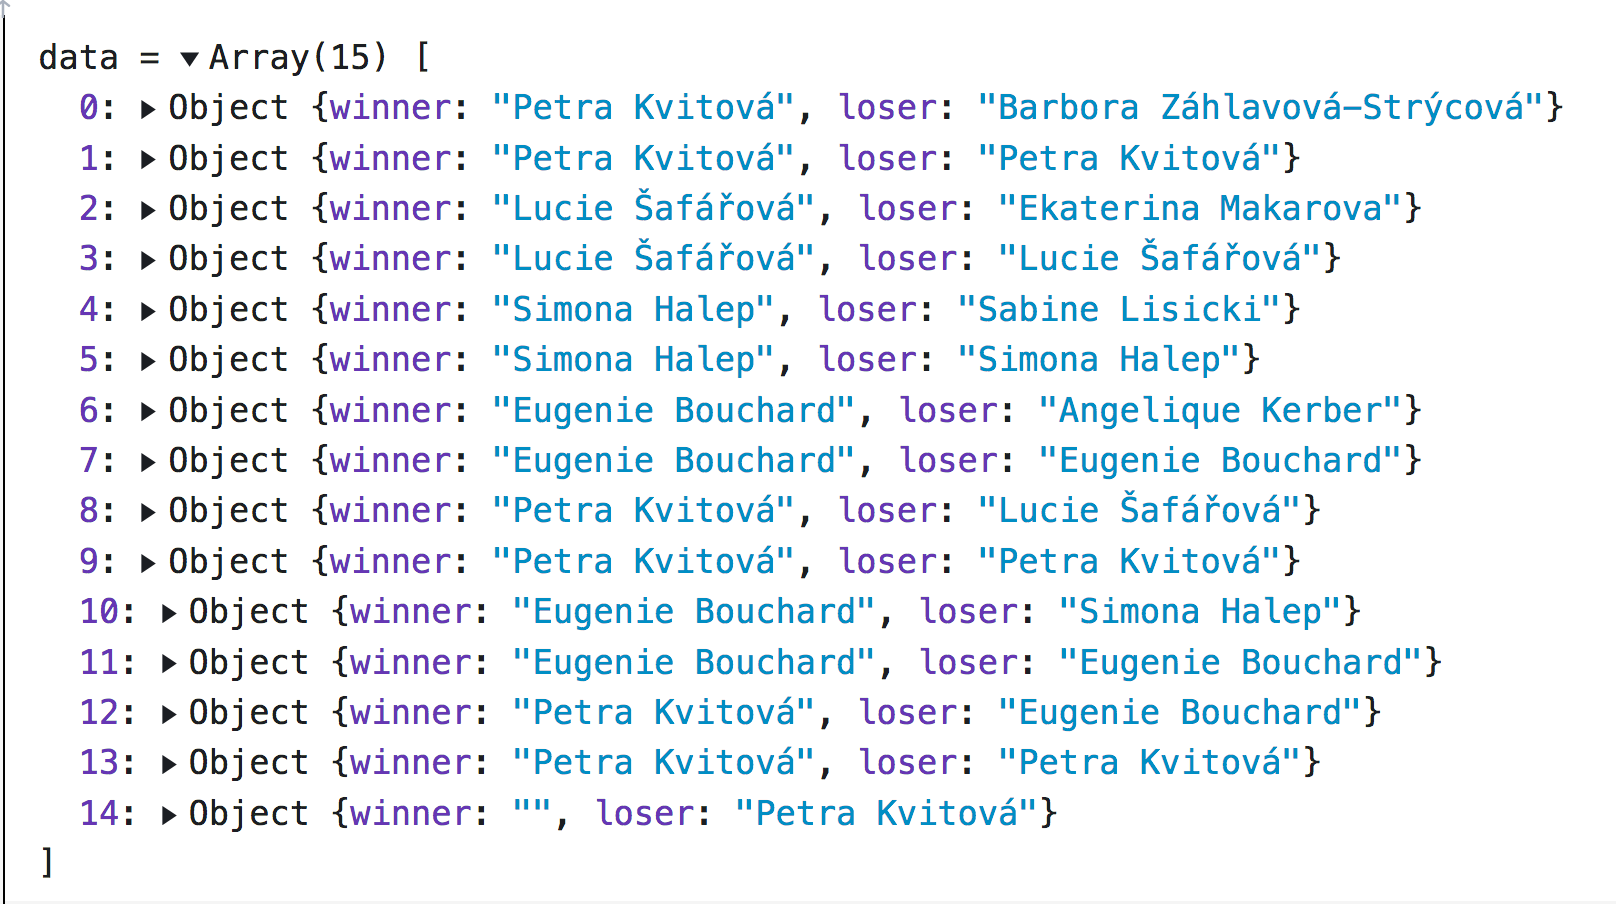 data = ▼Array(15) [
0: ▶Object {winner: "Petra Kvitová", loser: "Barbora Záhlavová–Strýcová"}
1: ▶Object {winner: "Petra Kvitová", loser: "Petra Kvitová"}
2: ▶Object {winner: "Lucie Šafářová", loser: "Ekaterina Makarova"}
3: ▶Object {winner: "Lucie Šafářová", loser: "Lucie Šafářová"}
4: ▶Object {winner: "Simona Halep", loser: "Sabine Lisicki"}
5: ▶Object {winner: "Simona Halep", loser: "Simona Halep"}
6: ▶Object {winner: "Eugenie Bouchard", loser: "Angelique Kerber"}
7: ▶Object {winner: "Eugenie Bouchard", loser: "Eugenie Bouchard"}
8: ▶Object {winner: "Petra Kvitová", loser: "Lucie Šafářová"}
9: ▶Object {winner: "Petra Kvitová", loser: "Petra Kvitová"}
10: ▶Object {winner: "Eugenie Bouchard", loser: "Simona Halep"}
11: ▶Object {winner: "Eugenie Bouchard", loser: "Eugenie Bouchard"}
12: ▶Object {winner: "Petra Kvitová", loser: "Eugenie Bouchard"}
13: ▶Object {winner: "Petra Kvitová", loser: "Petra Kvitová"}
14: ▶Object {winner: "", loser: "Petra Kvitová"}
]